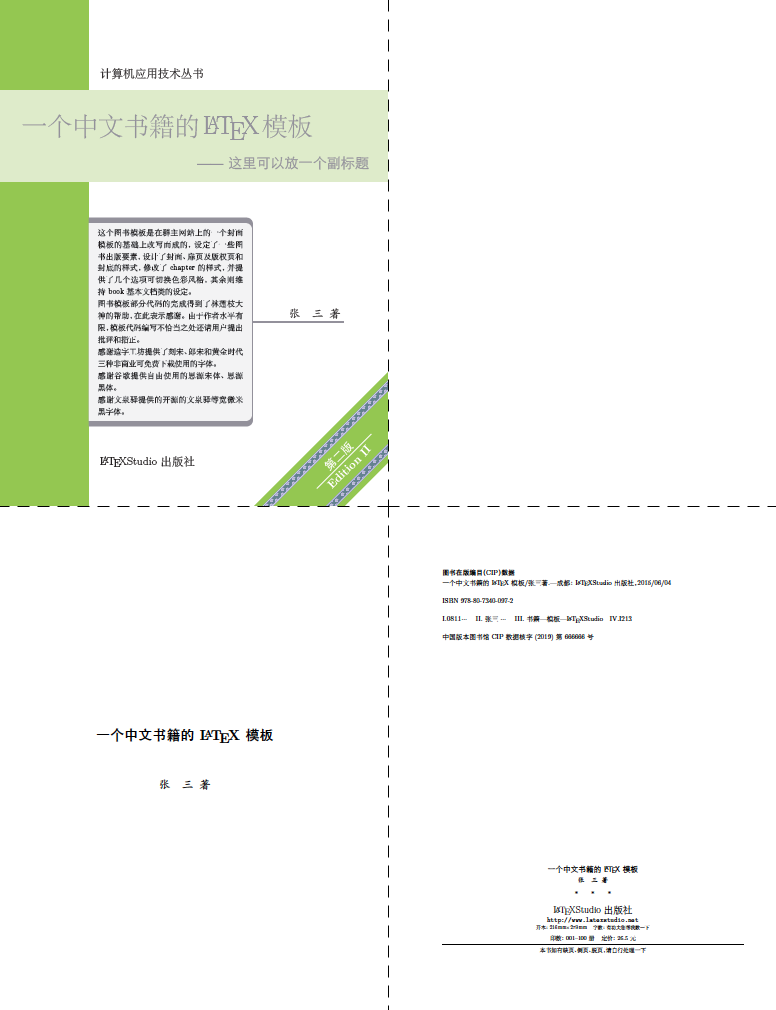 计算机应用技术丛书
一个中文书籍的 LATEX 模板
—— 这里可以放一个副标题
这个图书模板是在群主网站上的一个封面
模板的基础上改写而成的, 设定了一些图
书出版要素, 设计了封面、扉页及版权页和
封底的样式, 修改了 chapter 的样式, 并提
供了几个选项可切换色彩风格, 其余则维
持 book 基本文档类的设定。
图书模板部分代码的完成得到了林莲枝大
神的帮助, 在此表示感谢。由于作者水平有
限, 模板代码编写不恰当之处还请用户提出
批评和指正。
感谢造字工坊提供了刻宋、郎宋和黄金时代
三种非商业可免费下载使用的字体。
感谢谷歌提供自由使用的思源宋体、思源
黑体。
感谢文泉驿提供的开源的文泉驿等宽微米
黑字体。
张 三 著
LATEXStudio 出版社
第二版
Edition II
一个中文书籍的 LATEX 模板
张 三 著
图书在版编目(CIP)数据
一个中文书籍的 LATEX 模板/张三著.—成都: LATEXStudio 出版社,2016/06/04
ISBN 978-80-7340-097-2
I.0811··· II. 张三 ··· III. 书籍—模板—LATEXStudio IV.I213
中国版本图书馆 CIP 数据核字 (2019) 第 666666 号
一个中文书籍的 LATEX 模板
张 三 著
* * *
LATEXStudio 出版社
http://www.latexstudio.net
开本: 216mm×279mm 字数:
印数: 001–100 册 定价: 26.5 元
本书如有缺页、倒页、脱页, 请自行处理一下